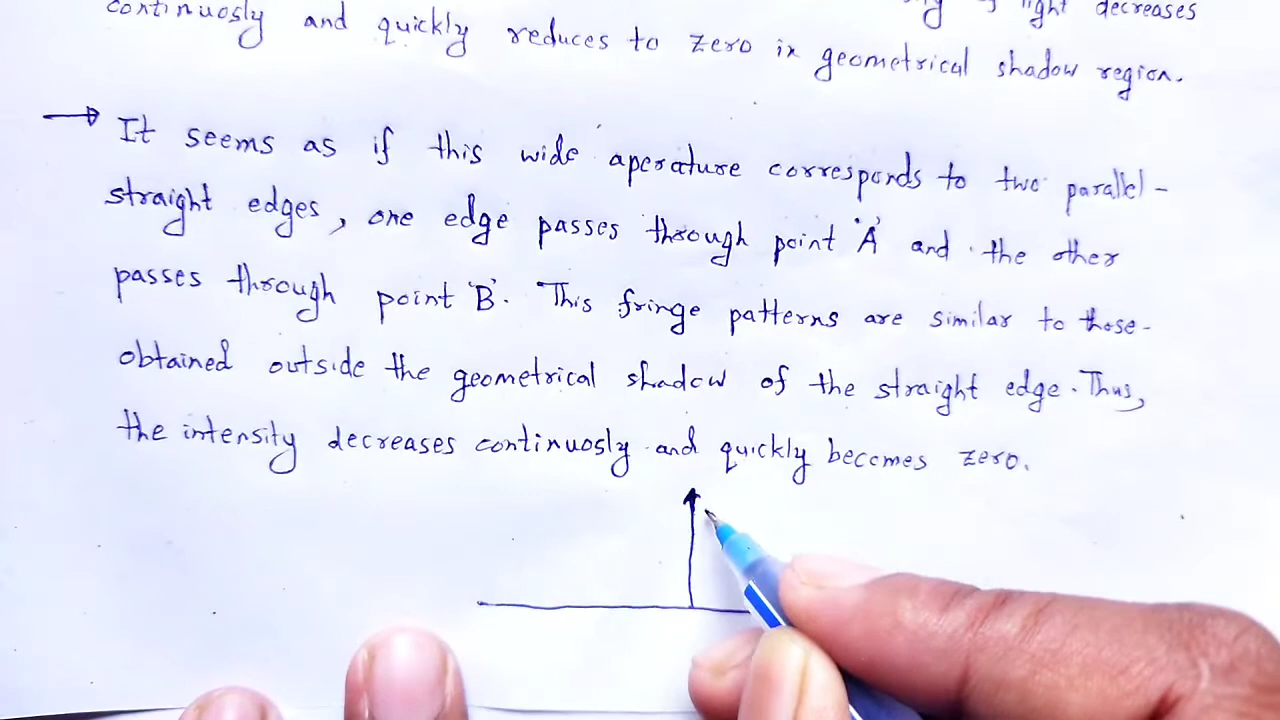 continuosly and quickly reduces to zero in geometrical shadow region.
light decreases
→ It seems as if this wide aperature corresponds to two parallel-
straight edges, one edge passes through point 'A' and the other
passes through point 'B'. This fringe patterns are similar to those-
obtained outside the geometrical shadow of the straight edge. Thus,
the intensity decreases continuosly and quickly becomes zero.